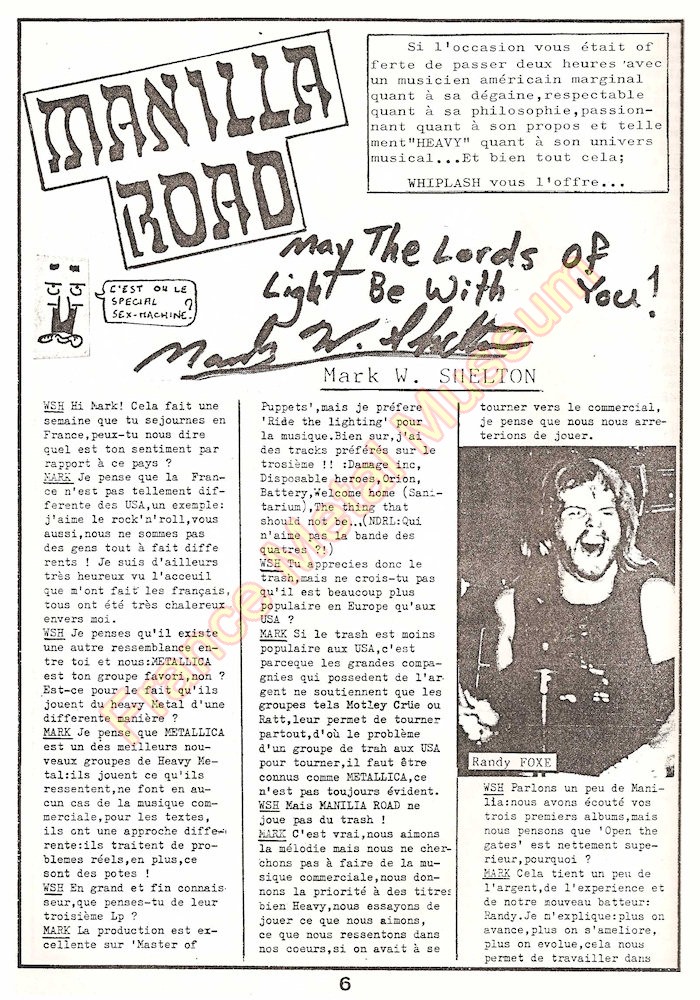 MANILLA
ROAD
Si l'occasion vous était of
ferte de passer deux heures avec
un musicien américain marginal
quant à sa dégaine,respectable
quant à sa philosophie,passion-
nant quant à son propos et telle
ment"HEAVY" quant à son univers
musical...Et bien tout cela;
WHIPLASH vous l'offre...
May The Lords of
Light Be With You!
Mark W. Shelton
C'EST OU LE
SPECIAL
SEX-MACHINE?
Mark W. SHELTON
WSH Hi Mark! Cela fait une
semaine que tu sejournes en
France,peux-tu nous dire
quel est ton sentiment par
rapport à ce pays ?
MARK Je pense que la Fran-
ce n'est pas tellement dif-
ferente des USA,un exemple:
j'aime le rock'n'roll,vous
aussi,nous ne sommes pas
des gens tout à fait diffe
rents ! Je suis d'ailleurs
très heureux vu l'acceuil
que m'ont fait les français,
tous ont été très chalereux
envers moi.
WSH Je penses qu'il existe
une autre ressemblance en-
tre toi et nous:METALLICA
est ton groupe favori,non ?
Est-ce pour le fait qu'ils
jouent du heavy Metal d'une
differente manière ?
MARK Je pense que METALLICA
est un des meilleurs nou-
veaux groupes de Heavy Me-
tal:ils jouent ce qu'ils
ressentent,ne font en au-
cun cas de la musique com-
merciale,pour les textes,
ils ont une approche diffe-
rente:ils traitent de pro-
blemes réels,en plus,ce
sont des potes !
WSH En grand et fin connais-
seur,que penses-tu de leur
troisième Lp ?
MARK La production est ex-
cellente sur 'Master of
Puppets',mais je préfere
'Ride the lighting' pour
la musique.Bien sur,j'ai
des tracks préférés sur le
trosième !! :Damage inc,
Disposable heroes,Orion,
Battery,Welcome home (Sani-
tarium),The thing that
should not be...(NDRL:Qui
n'aime pas la bande des
quatres ?!)
WSH Tu apprecies donc le
trash,mais ne crois-tu pas
qu'il est beaucoup plus
populaire en Europe qu'aux
USA ?
MARK Si le trash est moins
populaire aux USA,c'est
parceque les grandes compa-
gnies qui possedent de l'ar-
gent ne soutiennent que les
groupes tels Motley Crüe ou
Ratt,leur permet de tourner
partout,d'où le problème
d'un groupe de trah aux USA
pour tourner,il faut être
connus comme METALLICA,ce
n'est pas toujours évident.
WSH Mais MANILIA ROAD ne
joue pas du trash !
MARK C'est vrai,nous aimons
la mélodie mais nous ne cher-
chons pas à faire de la mu-
sique commerciale,nous don-
nons la priorité à des titres
bien Heavy,nous essayons de
jouer ce que nous aimons,
ce que nous ressentons dans
nos coeurs,si on avait à se
tourner vers le commercial,
je pense que nous nous arre-
terions de jouer.
Randy FOXE
WSH Parlons un peu de Mani-
lia:nous avons écouté vos
trois premiers albums,mais
nous pensons que 'Open the
gates' est nettement supe-
rieur,pourquoi ?
MARK Cela tient un peu de
l'argent,de l'experience et
de notre nouveau batteur:
Randy.Je m'explique:plus on
avance,plus on s'ameliore,
plus on evolue,cela nous
permet de travailler dans
6
France Metal Museum